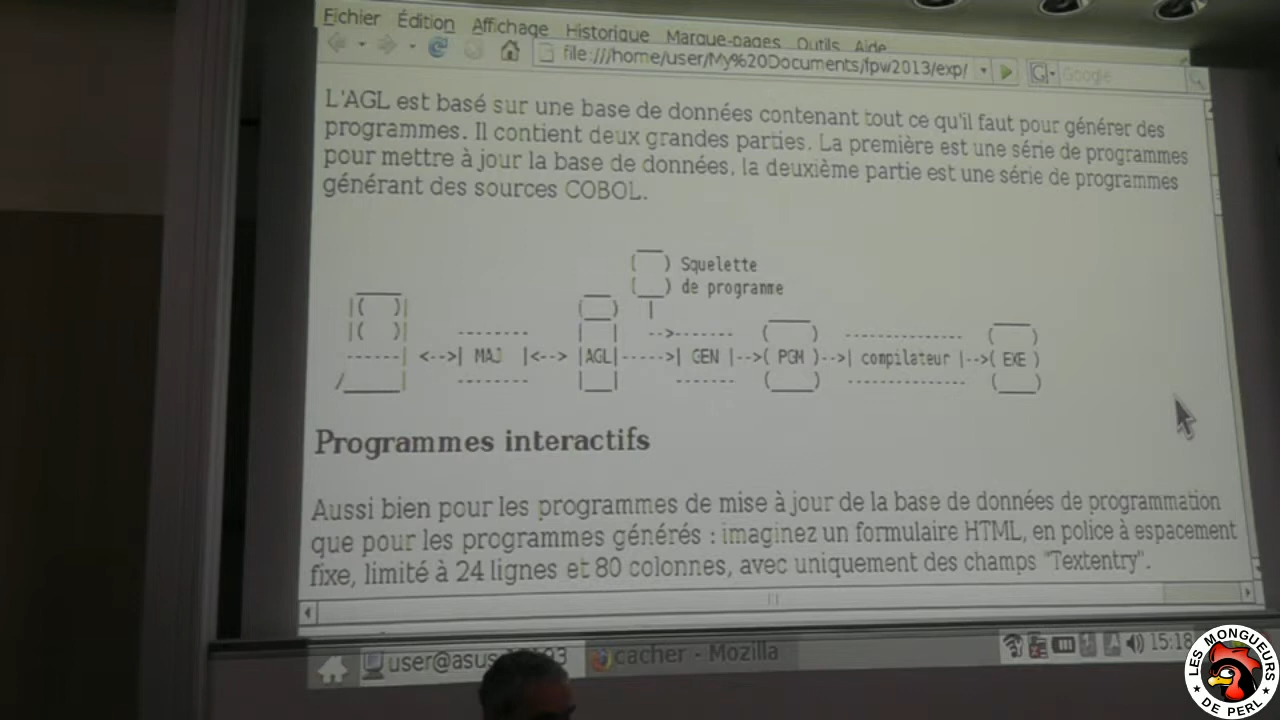 Fichier Édition Affichage Historique Marque-pages Outils Aide
file:///home/user/My%20Documents/fpw2013/exp/ Google
L'AGL est basé sur une base de données contenant tout ce qu'il faut pour générer des
programmes. Il contient deux grandes parties. La première est une série de programmes
pour mettre à jour la base de données, la deuxième partie est une série de programmes
générant des sources COBOL.
Squelette
de programme
<-->| MAJ |<--> |AGL|----->| GEN |-->( PGM )-->| compilateur |-->( EXE )
Programmes interactifs
Aussi bien pour les programmes de mise à jour de la base de données de programmation
que pour les programmes générés : imaginez un formulaire HTML, en police à espacement
fixe, limité à 24 lignes et 80 colonnes, avec uniquement des champs "Textentry".
cacher - Mozilla
15:18
LES MONGUEURS
DE PERL